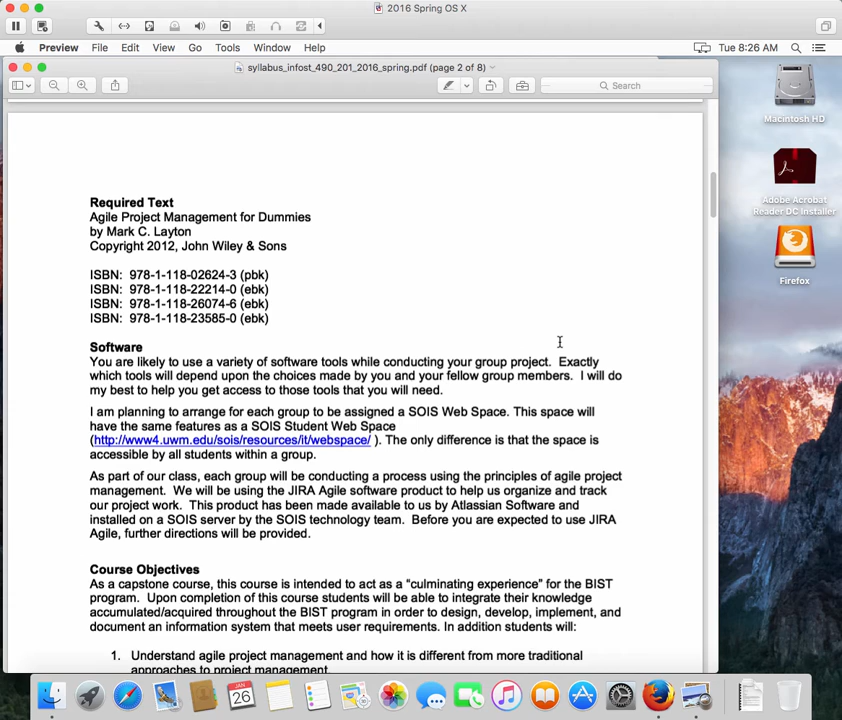 2016 Spring OS X
Preview File Edit View Go Tools Window Help
Tue 8:26 AM
syllabus_infost_490_201_2016_spring.pdf (page 2 of 8)
Search
Macintosh HD
Adobe Acrobat
Reader DC Installer
Firefox
Required Text
Agile Project Management for Dummies
by Mark C. Layton
Copyright 2012, John Wiley & Sons
ISBN: 978-1-118-02624-3 (pbk)
ISBN: 978-1-118-22214-0 (ebk)
ISBN: 978-1-118-26074-6 (ebk)
ISBN: 978-1-118-23585-0 (ebk)
Software
You are likely to use a variety of software tools while conducting your group project. Exactly
which tools will depend upon the choices made by you and your fellow group members. I will do
my best to help you get access to those tools that you will need.
I am planning to arrange for each group to be assigned a SOIS Web Space. This space will
have the same features as a SOIS Student Web Space
(http://www4.uwm.edu/sois/resources/it/webspace/ ). The only difference is that the space is
accessible by all students within a group.
As part of our class, each group will be conducting a process using the principles of agile project
management. We will be using the JIRA Agile software product to help us organize and track
our project work. This product has been made available to us by Atlassian Software and
installed on a SOIS server by the SOIS technology team. Before you are expected to use JIRA
Agile, further directions will be provided.
Course Objectives
As a capstone course, this course is intended to act as a “culminating experience” for the BIST
program. Upon completion of this course students will be able to integrate their knowledge
accumulated/acquired throughout the BIST program in order to design, develop, implement, and
document an information system that meets user requirements. In addition students will:
1. Understand agile project management and how it is different from more traditional
approaches to project management
JAN
26